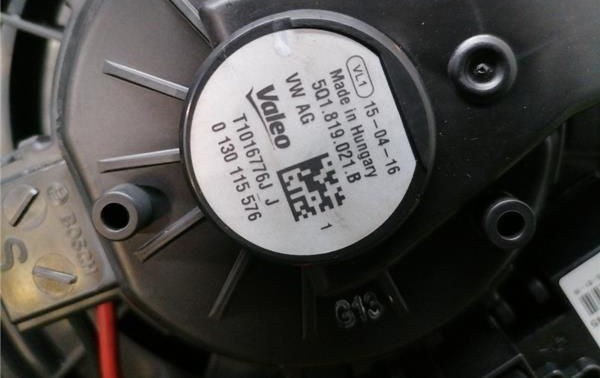 VL1 15-04-16
Made in Hungary
5Q1.819.021.B
VW AG
Valeo
T1016776J J
0 130 115 576
1
G13
BOSCH
S